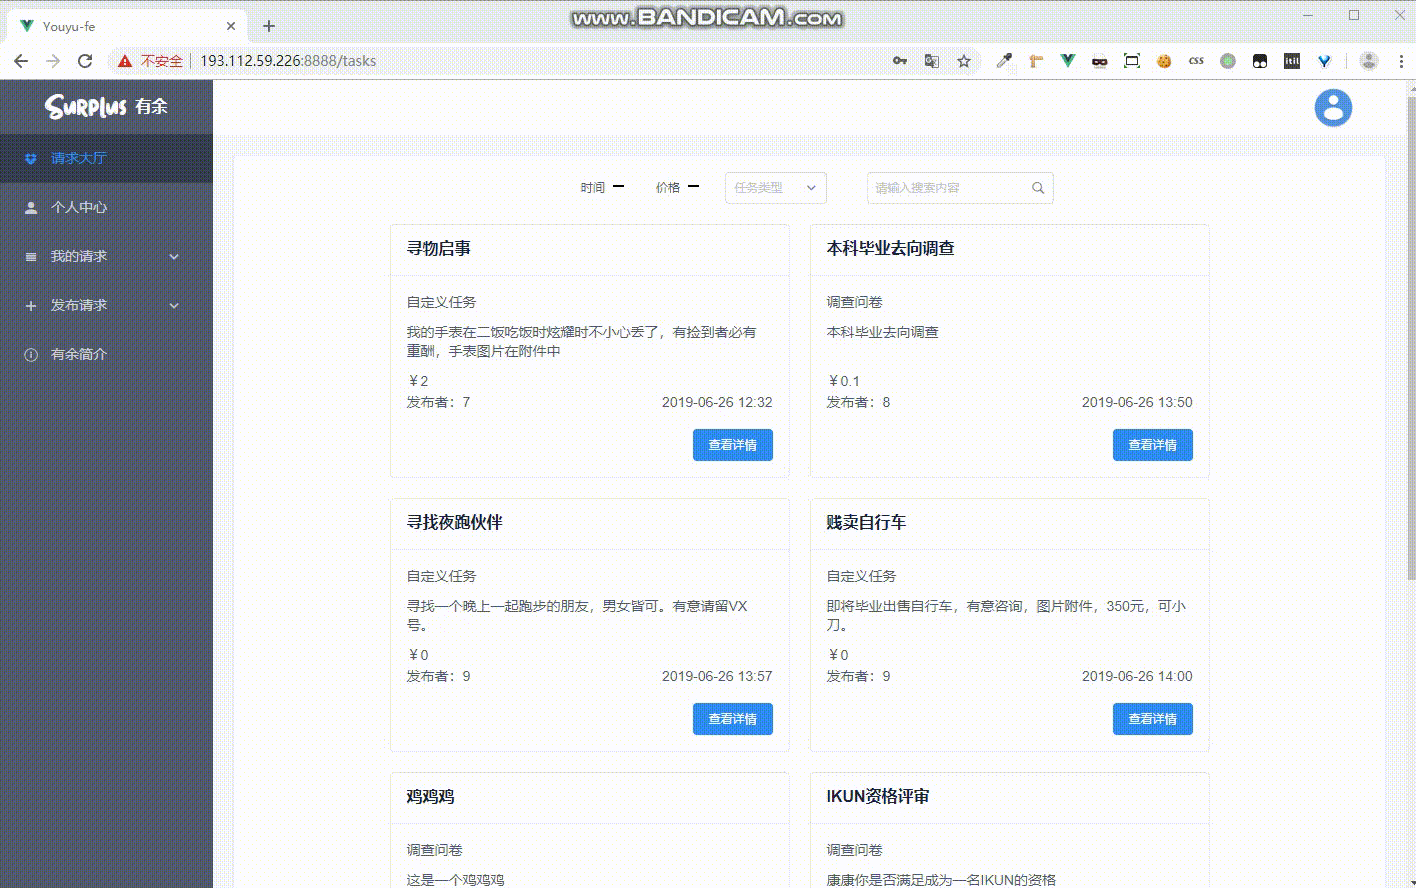 www.BANDICAM.com
Youyu-fe
不安全 193.112.59.226:8888/tasks
css
itil
Surplus 有余
请求大厅
个人中心
我的请求
发布请求
有余简介
时间
价格
任务类型
请输入搜索内容
寻物启事
自定义任务
我的手表在二饭吃饭时炫耀时不小心丢了，有捡到者必有
重酬，手表图片在附件中
￥2
发布者：7 2019-06-26 12:32
查看详情
本科毕业去向调查
调查问卷
本科毕业去向调查
￥0.1
发布者：8 2019-06-26 13:50
查看详情
寻找夜跑伙伴
自定义任务
寻找一个晚上一起跑步的朋友，男女皆可。有意请留VX
号。
￥0
发布者：9 2019-06-26 13:57
查看详情
贱卖自行车
自定义任务
即将毕业出售自行车，有意咨询，图片附件，350元，可小
刀。
￥0
发布者：9 2019-06-26 14:00
查看详情
鸡鸡鸡
调查问卷
这是一个鸡鸡鸡
IKUN资格评审
调查问卷
康康你是否满足成为一名IKUN的资格